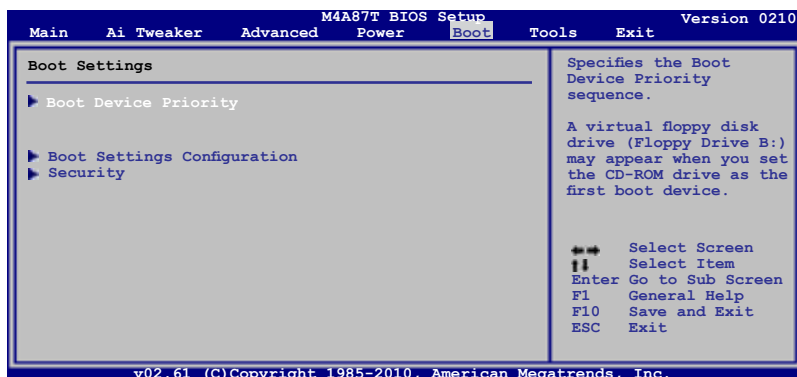 M4A87T BIOS Setup Version 0210
Main Ai Tweaker Advanced Power Boot Tools Exit
Boot Settings
Boot Device Priority
Boot Settings Configuration
Security
Specifies the Boot
Device Priority
sequence.
A virtual floppy disk
drive (Floppy Drive B:)
may appear when you set
the CD-ROM drive as the
first boot device.
Select Screen
Select Item
Enter Go to Sub Screen
F1 General Help
F10 Save and Exit
ESC Exit
v02.61 (C)Copyright 1985-2010, American Megatrends, Inc.